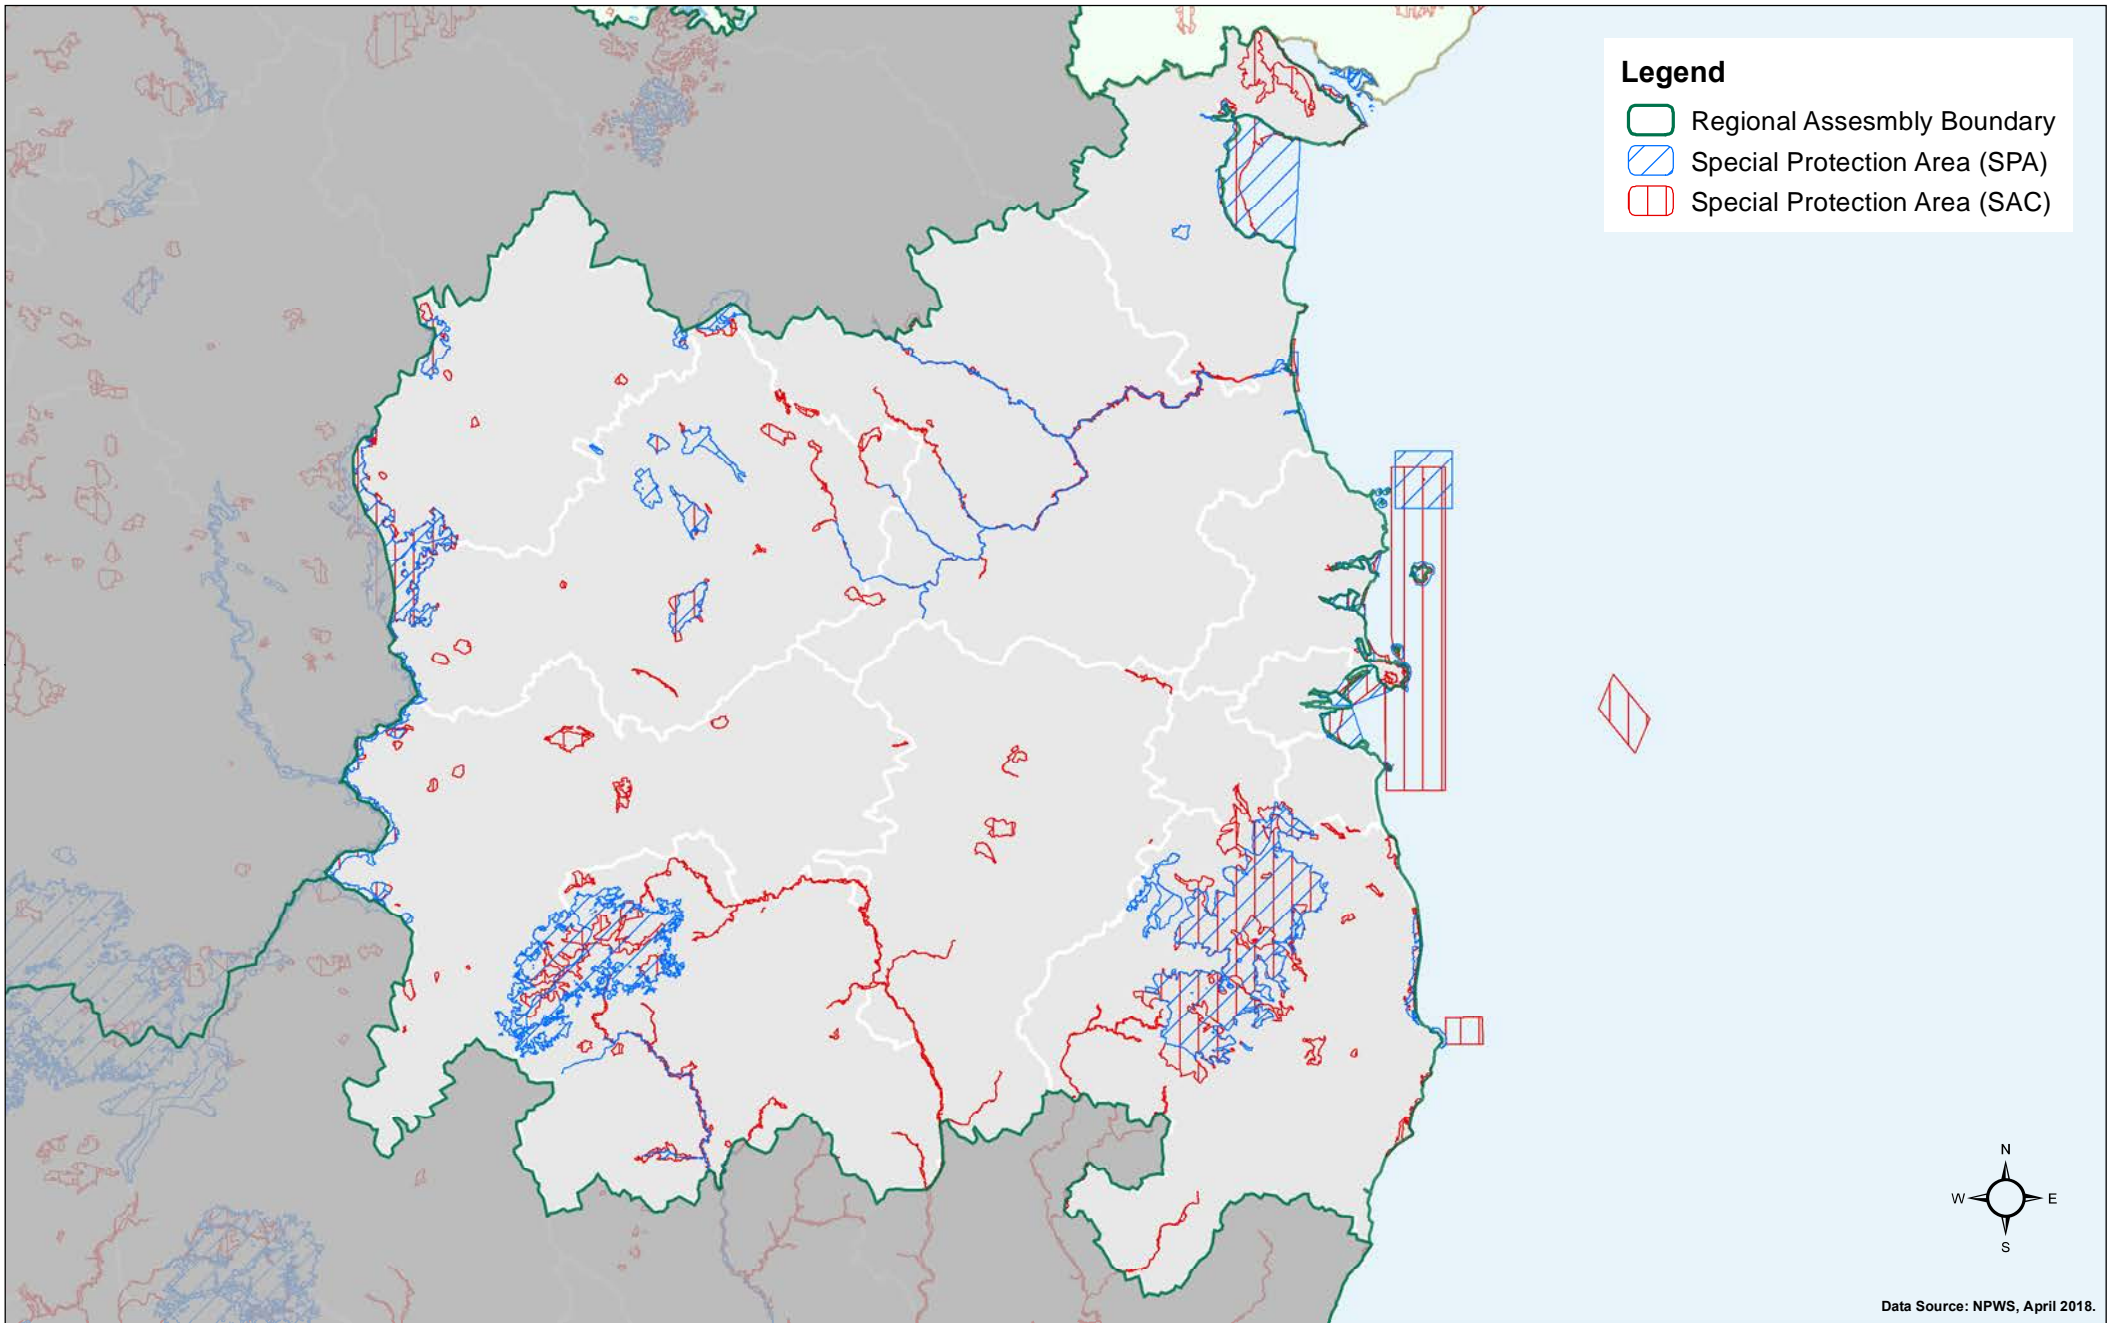 Legend
Regional Assesmbly Boundary
Special Protection Area (SPA)
Special Protection Area (SAC)
N
W E
S
Data Source: NPWS, April 2018.